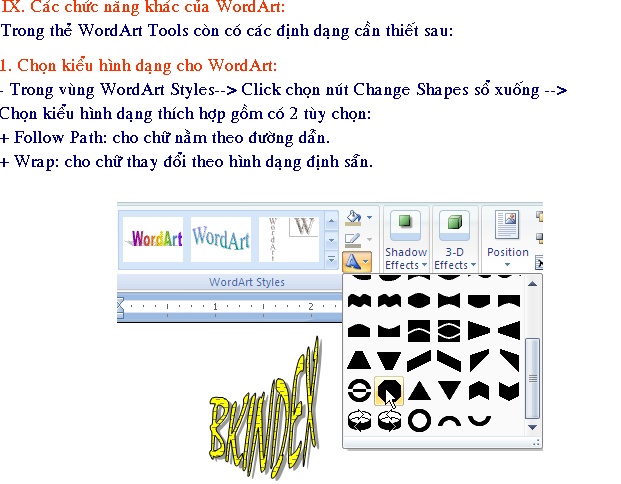 IX. Các chức năng khác của WordArt:
Trong thẻ WordArt Tools còn có các định dạng cần thiết sau:
1. Chọn kiểu hình dạng cho WordArt:
- Trong vùng WordArt Styles--> Click chọn nút Change Shapes sổ xuống -->
Chọn kiểu hình dạng thích hợp gồm có 2 tùy chọn:
+ Follow Path: cho chữ nằm theo đường dẫn.
+ Wrap: cho chữ thay đổi theo hình dạng định sẵn.
WordArt WordArt WordArt W
Shadow Effects
3-D Effects
Position
WordArt Styles
1 2
BKINDEX